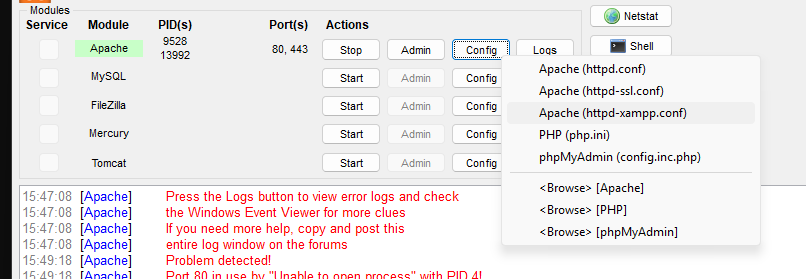 Modules
Service Module PID(s) Port(s) Actions
Netstat
Apache 9528 13992 80, 443 Stop Admin Config Logs
Shell
MySQL Start Admin Config
FileZilla Start Admin Config
Mercury Start Admin Config
Tomcat Start Admin Config
Apache (httpd.conf)
Apache (httpd-ssl.conf)
Apache (httpd-xampp.conf)
PHP (php.ini)
phpMyAdmin (config.inc.php)
<Browse> [Apache]
<Browse> [PHP]
<Browse> [phpMyAdmin]
15:47:08 [Apache] Press the Logs button to view error logs and check
15:47:08 [Apache] the Windows Event Viewer for more clues
15:47:08 [Apache] If you need more help, copy and post this
15:47:08 [Apache] entire log window on the forums
15:49:18 [Apache] Problem detected!
15:49:18 [Apache] Port 80 in use by "Unable to open process" with PID 4!